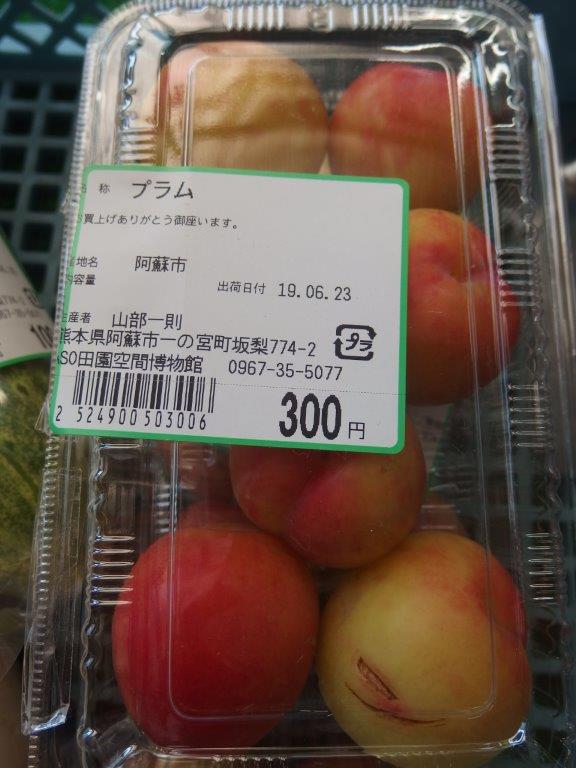 称 プラム
買上げありがとう御座います。
地名 阿蘇市
内容量
出荷日付 19.06.23
生産者 山部一則
熊本県阿蘇市一の宮町坂梨774-2
プラ
ASO田園空間博物館 0967-35-5077
2 524900 503006
300円